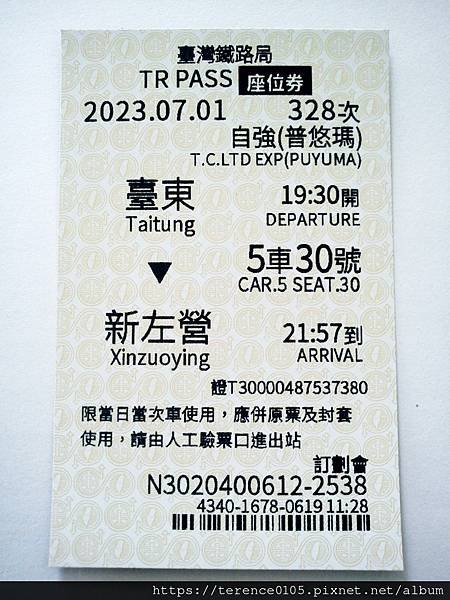 臺灣鐵路局
TR PASS 座位券
2023.07.01 328次
自強(普悠瑪)
T.C.LTD EXP(PUYUMA)
臺東 19:30開
Taitung DEPARTURE
▼ 5車30號
CAR.5 SEAT.30
新左營 21:57到
Xinzuoying ARRIVAL
證T30000487537380
限當日當次車使用，應併原票及封套
使用，請由人工驗票口進出站
訂劃會
N3020400612-2538
4340-1678-0619 11:28
https://terence0105.pixnet.net/album